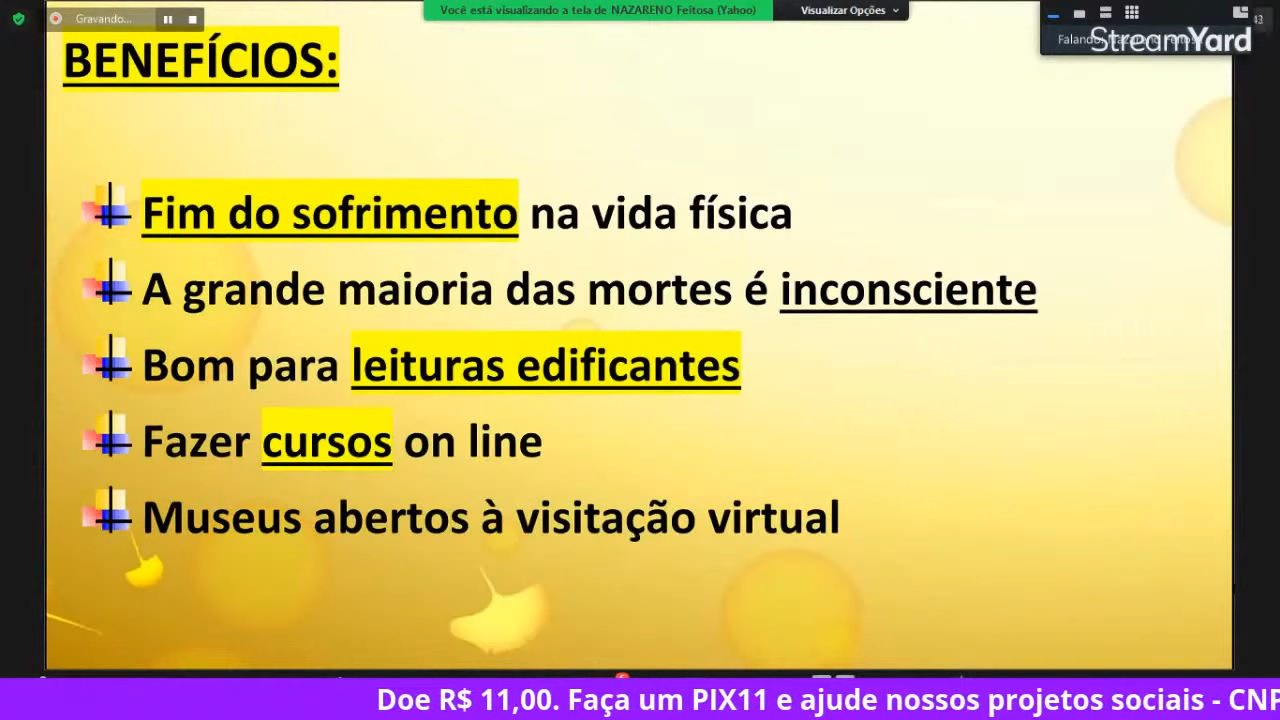 Gravando...
Você está visualizando a tela de NAZARENO Feitosa (Yahoo)
Visualizar Opções
43
StreamYard
BENEFÍCIOS:
Fim do sofrimento na vida física
A grande maioria das mortes é inconsciente
Bom para leituras edificantes
Fazer cursos on line
Museus abertos à visitação virtual
Doe R$ 11,00. Faça um PIX11 e ajude nossos projetos sociais - CNP